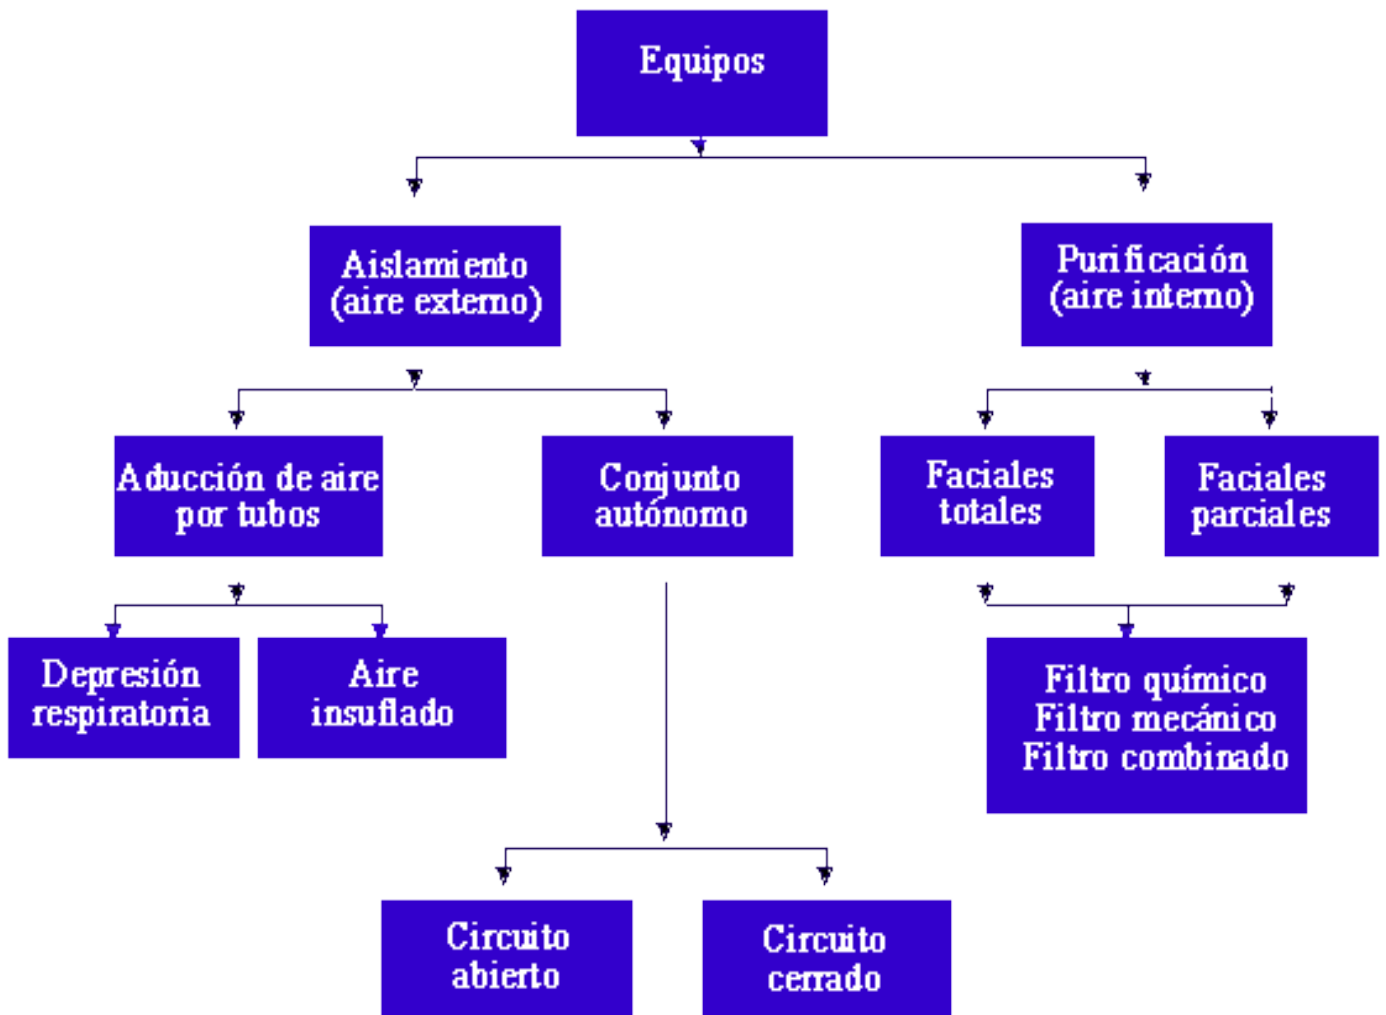 Equipos
Aislamiento
(aire externo)
Purificación
(aire interno)
Aducción de aire
por tubos
Conjunto
autónomo
Faciales
totales
Faciales
parciales
Depresión
respiratoria
Aire
insuflado
Filtro químico
Filtro mecánico
Filtro combinado
Circuito
abierto
Circuito
cerrado